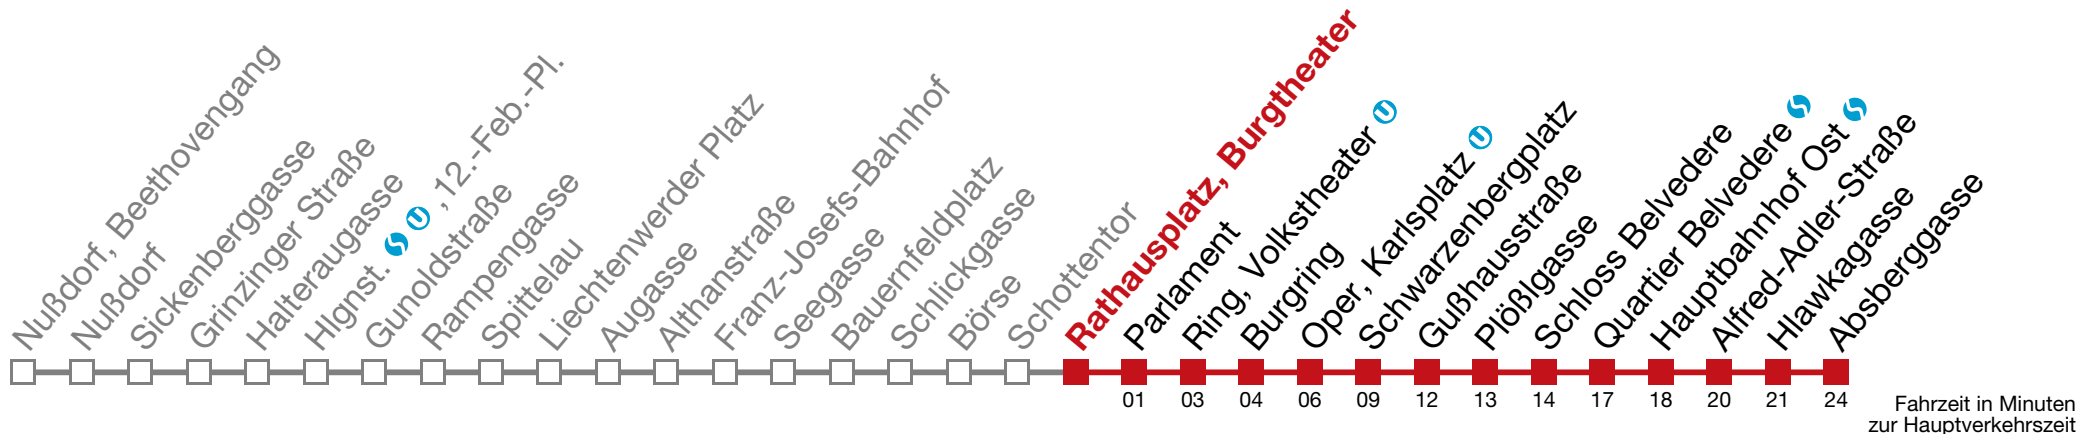 Nußdorf, Beethovengang
Nußdorf
Sickenberggasse
Grinzinger Straße
Halteraugasse
Hlgnst. S U ,12.-Feb.-Pl.
Gunoldstraße
Rampengasse
Spittelau
Liechtenwerder Platz
Augasse
Althanstraße
Franz-Josefs-Bahnhof
Seegasse
Bauernfeldplatz
Schlickgasse
Börse
Schottentor
Rathausplatz, Burgtheater
Parlament
Ring, Volkstheater U
Burgring
Oper, Karlsplatz U
Schwarzenbergplatz
Gußhausstraße
Plößlgasse
Schloss Belvedere
Quartier Belvedere S
Hauptbahnhof Ost S
Alfred-Adler-Straße
Hlawkagasse
Absberggasse
01 03 04 06 09 12 13 14 17 18 20 21 24
Fahrzeit in Minuten
zur Hauptverkehrszeit